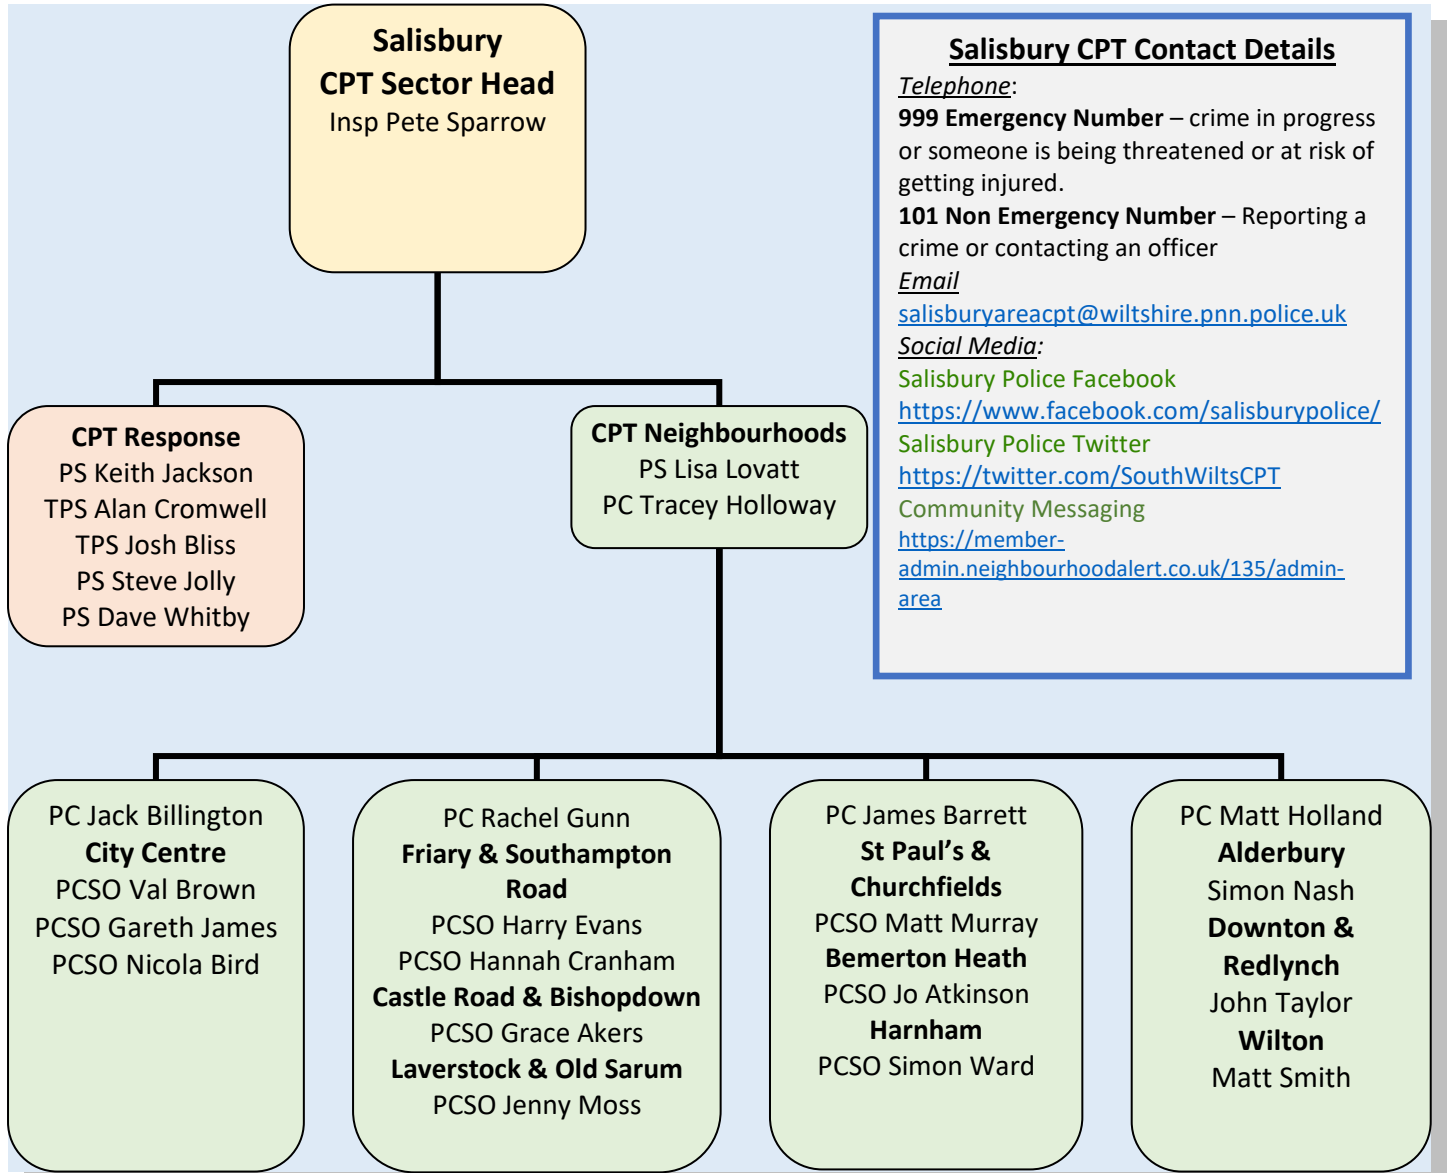 Salisbury
CPT Sector Head
Insp Pete Sparrow
Salisbury CPT Contact Details
Telephone:
999 Emergency Number – crime in progress
or someone is being threatened or at risk of
getting injured.
101 Non Emergency Number – Reporting a
crime or contacting an officer
Email
salisburyareacpt@wiltshire.pnn.police.uk
Social Media:
Salisbury Police Facebook
https://www.facebook.com/salisburypolice/
Salisbury Police Twitter
https://twitter.com/SouthWiltsCPT
Community Messaging
https://member-
admin.neighbourhoodalert.co.uk/135/admin-
area
CPT Response
PS Keith Jackson
TPS Alan Cromwell
TPS Josh Bliss
PS Steve Jolly
PS Dave Whitby
CPT Neighbourhoods
PS Lisa Lovatt
PC Tracey Holloway
PC Jack Billington
City Centre
PCSO Val Brown
PCSO Gareth James
PCSO Nicola Bird
PC Rachel Gunn
Friary & Southampton
Road
PCSO Harry Evans
PCSO Hannah Cranham
Castle Road & Bishopdown
PCSO Grace Akers
Laverstock & Old Sarum
PCSO Jenny Moss
PC James Barrett
St Paul’s &
Churchfields
PCSO Matt Murray
Bemerton Heath
PCSO Jo Atkinson
Harnham
PCSO Simon Ward
PC Matt Holland
Alderbury
Simon Nash
Downton &
Redlynch
John Taylor
Wilton
Matt Smith